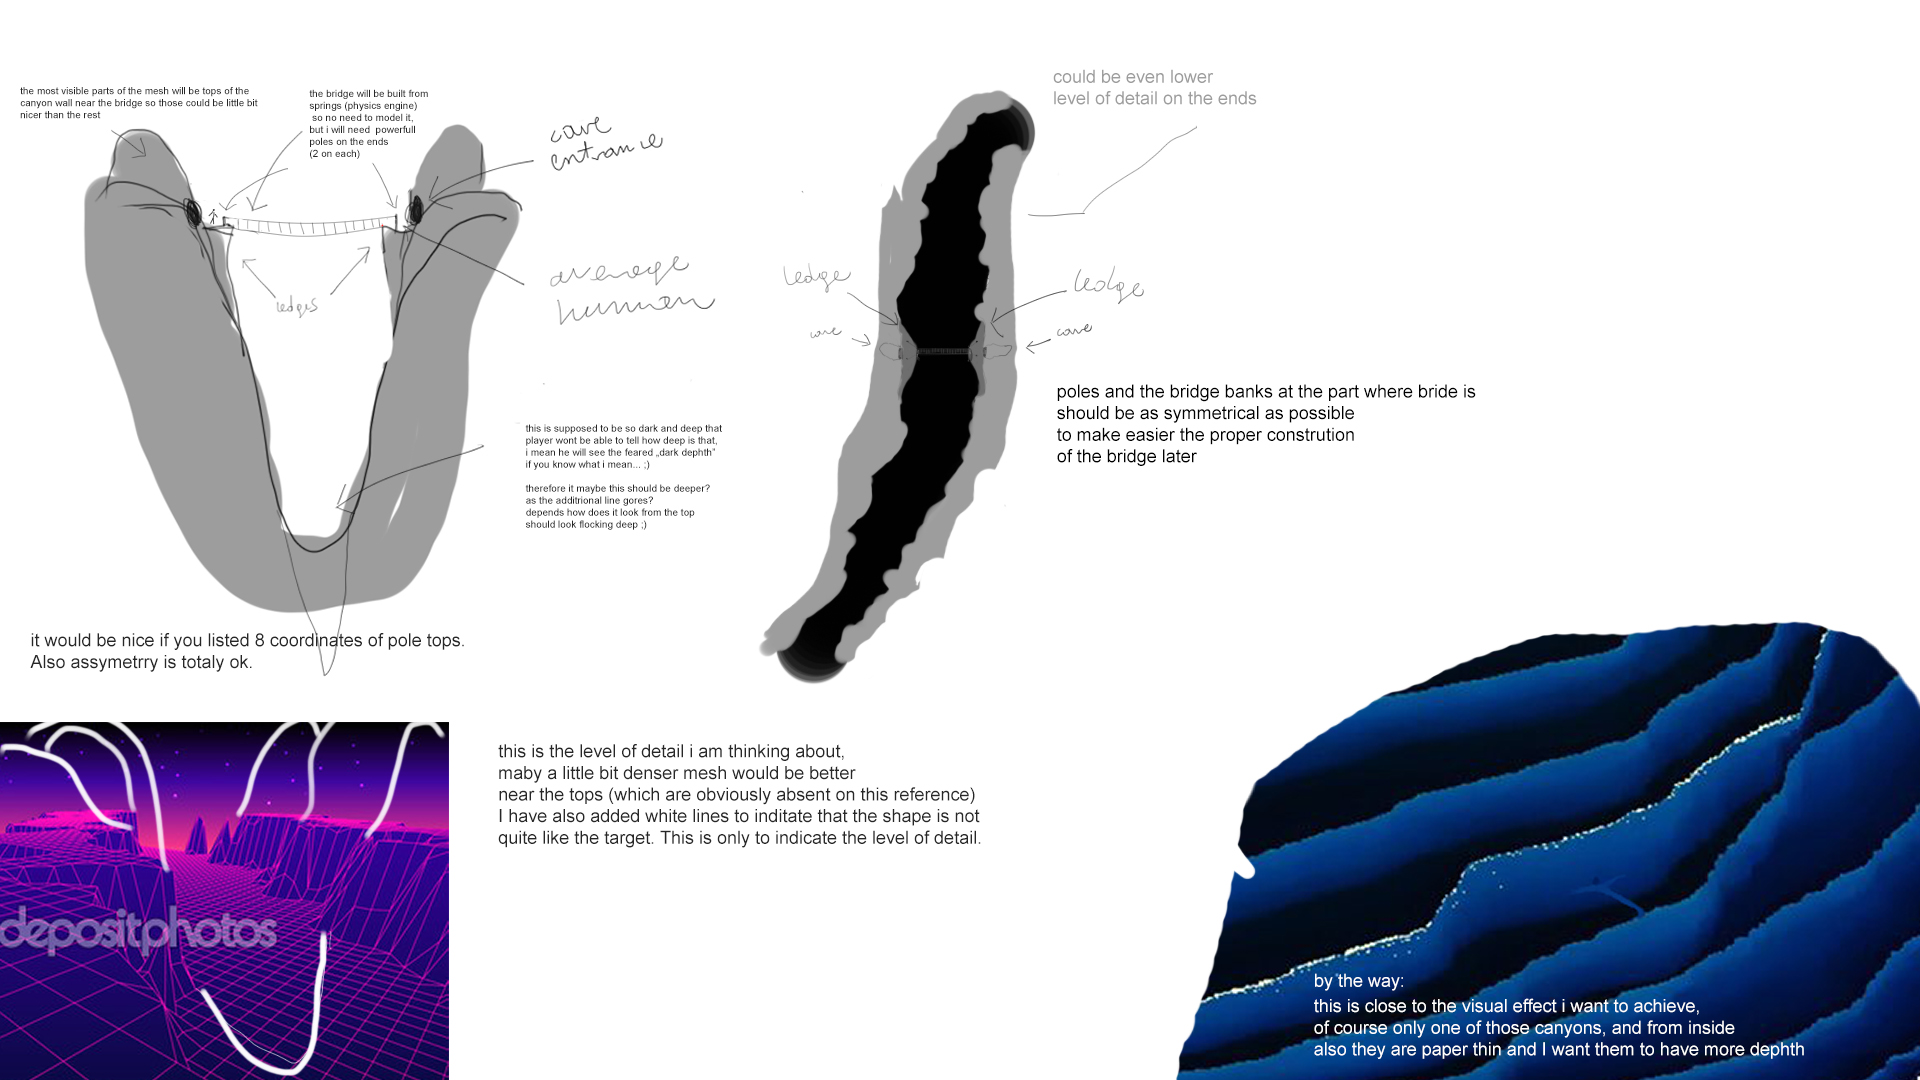 the most visible parts of the mesh will be tops of the
canyon wall near the bridge so those could be little bit
nicer than the rest
the bridge will be built from
springs (physics engine)
so no need to model it,
but i will need powerfull
poles on the ends
(2 on each)
cave
entrance
average
human
ledges
this is supposed to be so dark and deep that
player wont be able to tell how deep is that,
i mean he will see the feared „dark dephth"
if you know what i mean... ;)
therefore it maybe this should be deeper?
as the additrional line gores?
depends how does it look from the top
should look flocking deep ;)
it would be nice if you listed 8 coordinates of pole tops.
Also assymetrry is totaly ok.
could be even lower
level of detail on the ends
ledge
ledge
cave
cave
poles and the bridge banks at the part where bride is
should be as symmetrical as possible
to make easier the proper constrution
of the bridge later
depositphotos
this is the level of detail i am thinking about,
maby a little bit denser mesh would be better
near the tops (which are obviously absent on this reference)
I have also added white lines to inditate that the shape is not
quite like the target. This is only to indicate the level of detail.
by the way:
this is close to the visual effect i want to achieve,
of course only one of those canyons, and from inside
also they are paper thin and I want them to have more dephth